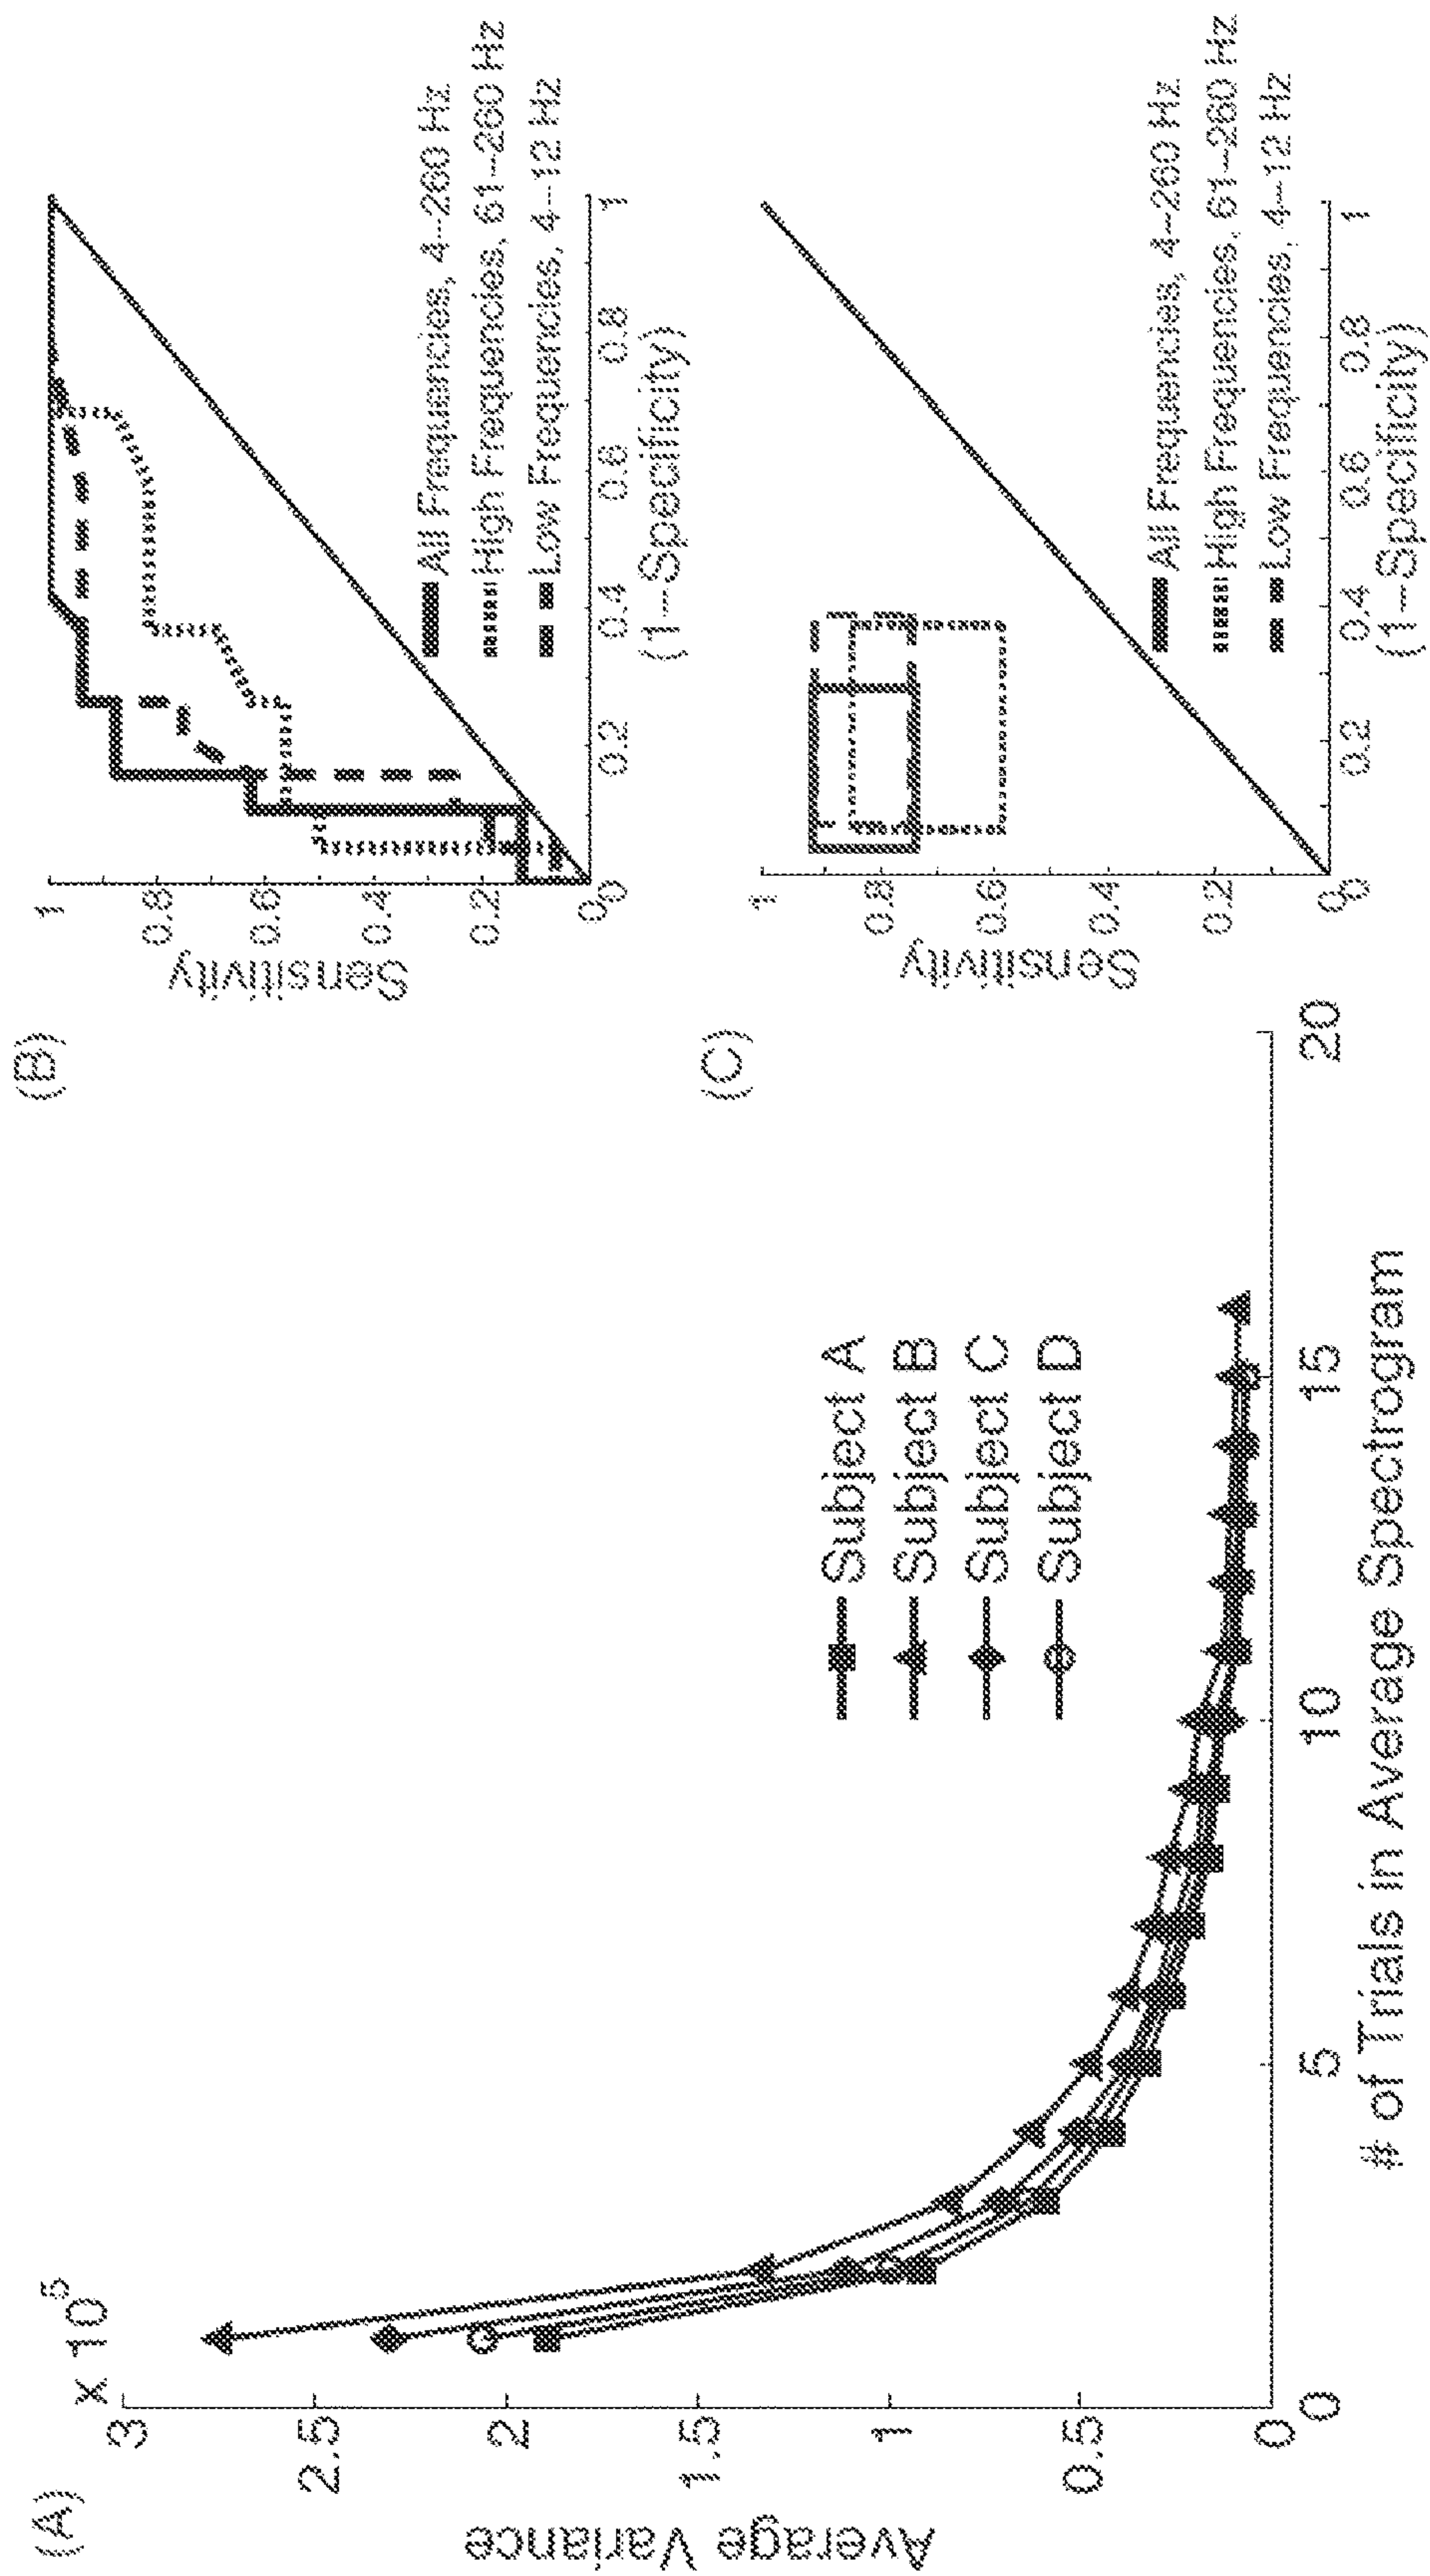 (A)
x 10^5
3
2.5
2
1.5
1
0.5
0
Average Variance
0
5
10
15
20
# of Trials in Average Spectrogram
Subject A
Subject B
Subject C
Subject D
(B)
1
0.8
0.6
0.4
0.2
0
Sensitivity
0
0.2
0.4
0.6
0.8
1
(1--Specificity)
All Frequencies, 4--260 Hz
High Frequencies, 61--260 Hz
Low Frequencies, 4--12 Hz
(C)
1
0.8
0.6
0.4
0.2
0
Sensitivity
0
0.2
0.4
0.6
0.8
1
(1--Specificity)
All Frequencies, 4--260 Hz
High Frequencies, 61--260 Hz
Low Frequencies, 4--12 Hz